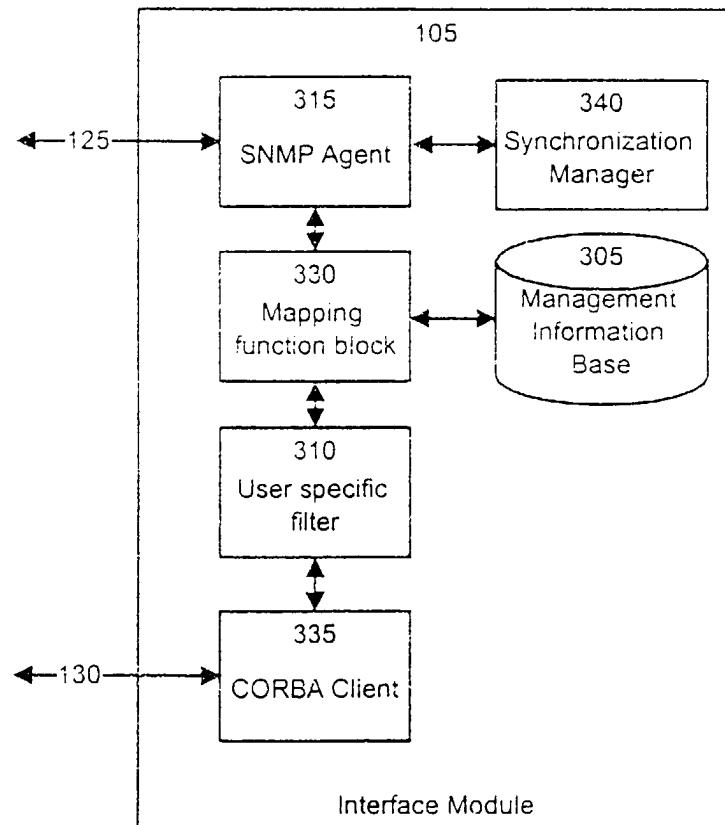 105
315
SNMP Agent
340
Synchronization
Manager
125
330
Mapping
function block
305
Management
Information
Base
310
User specific
filter
335
CORBA Client
130
Interface Module